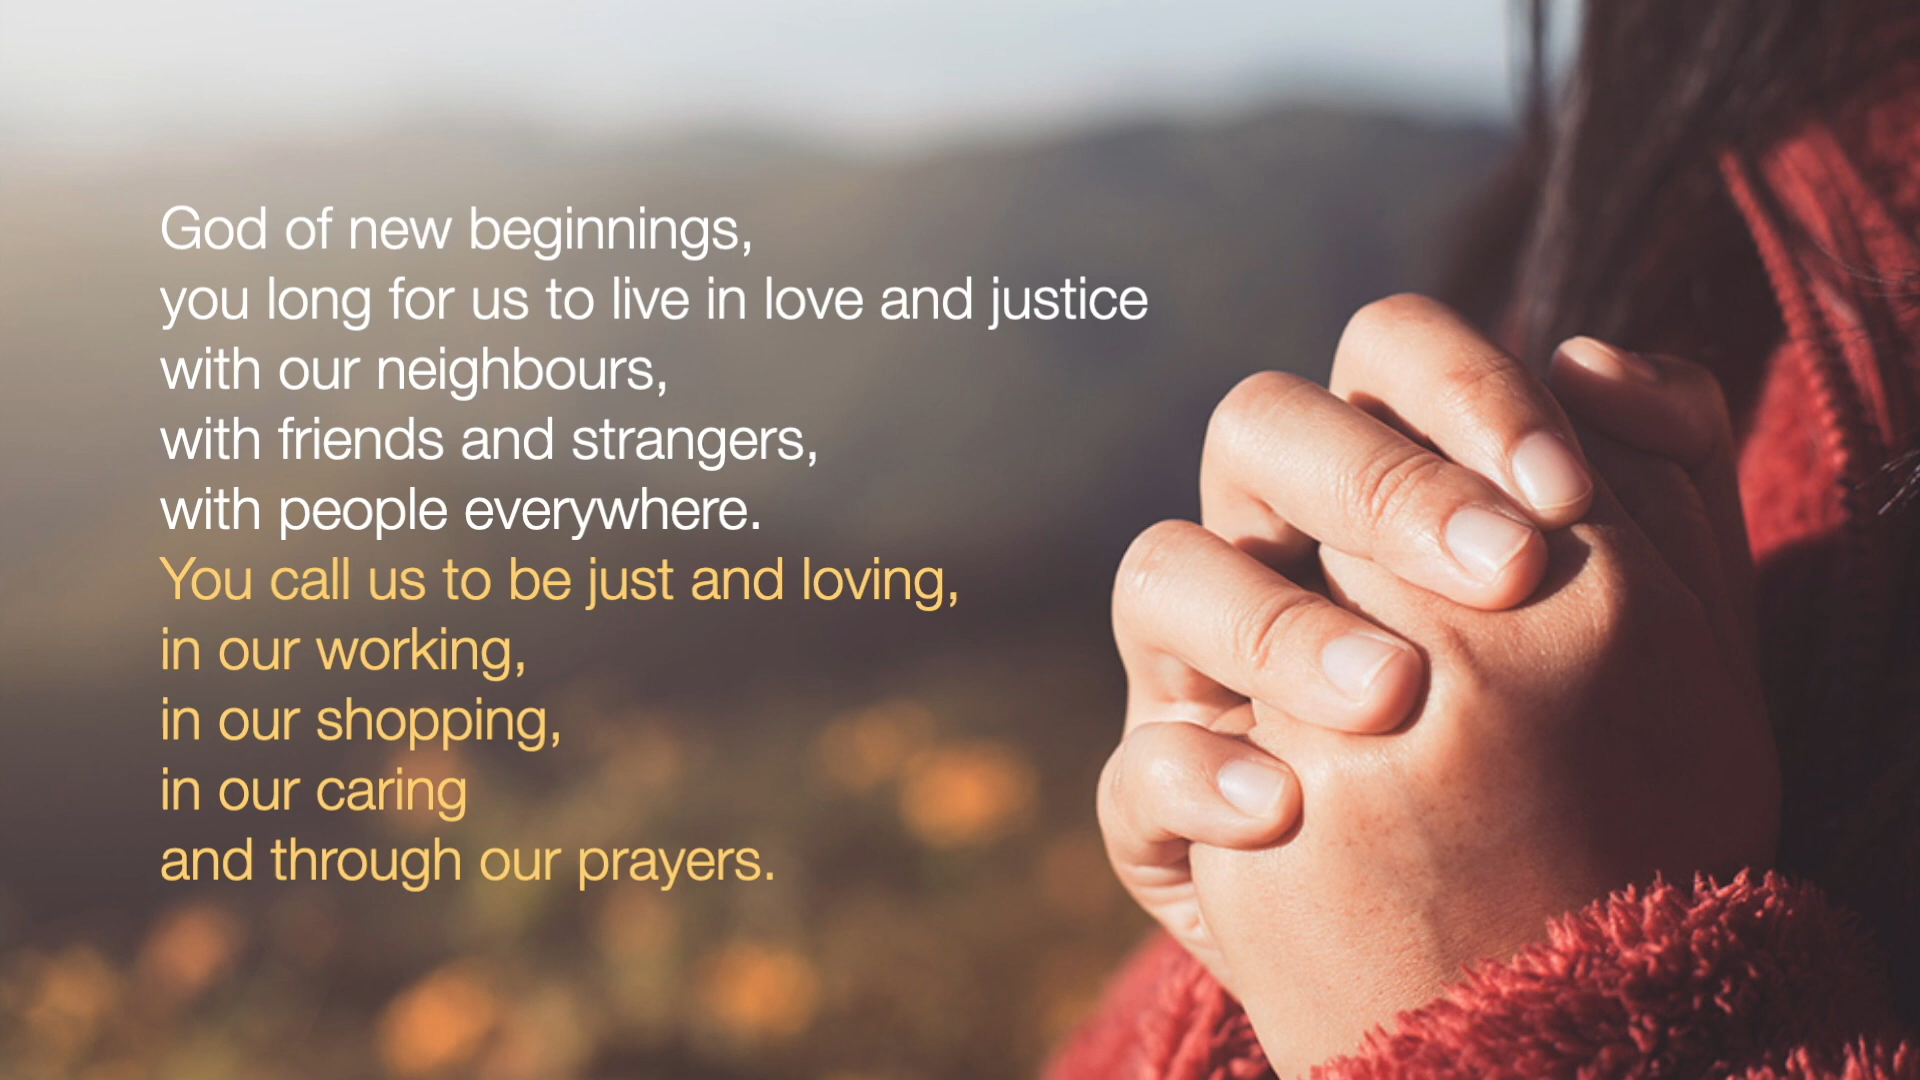 God of new beginnings,
you long for us to live in love and justice
with our neighbours,
with friends and strangers,
with people everywhere.
You call us to be just and loving,
in our working,
in our shopping,
in our caring
and through our prayers.